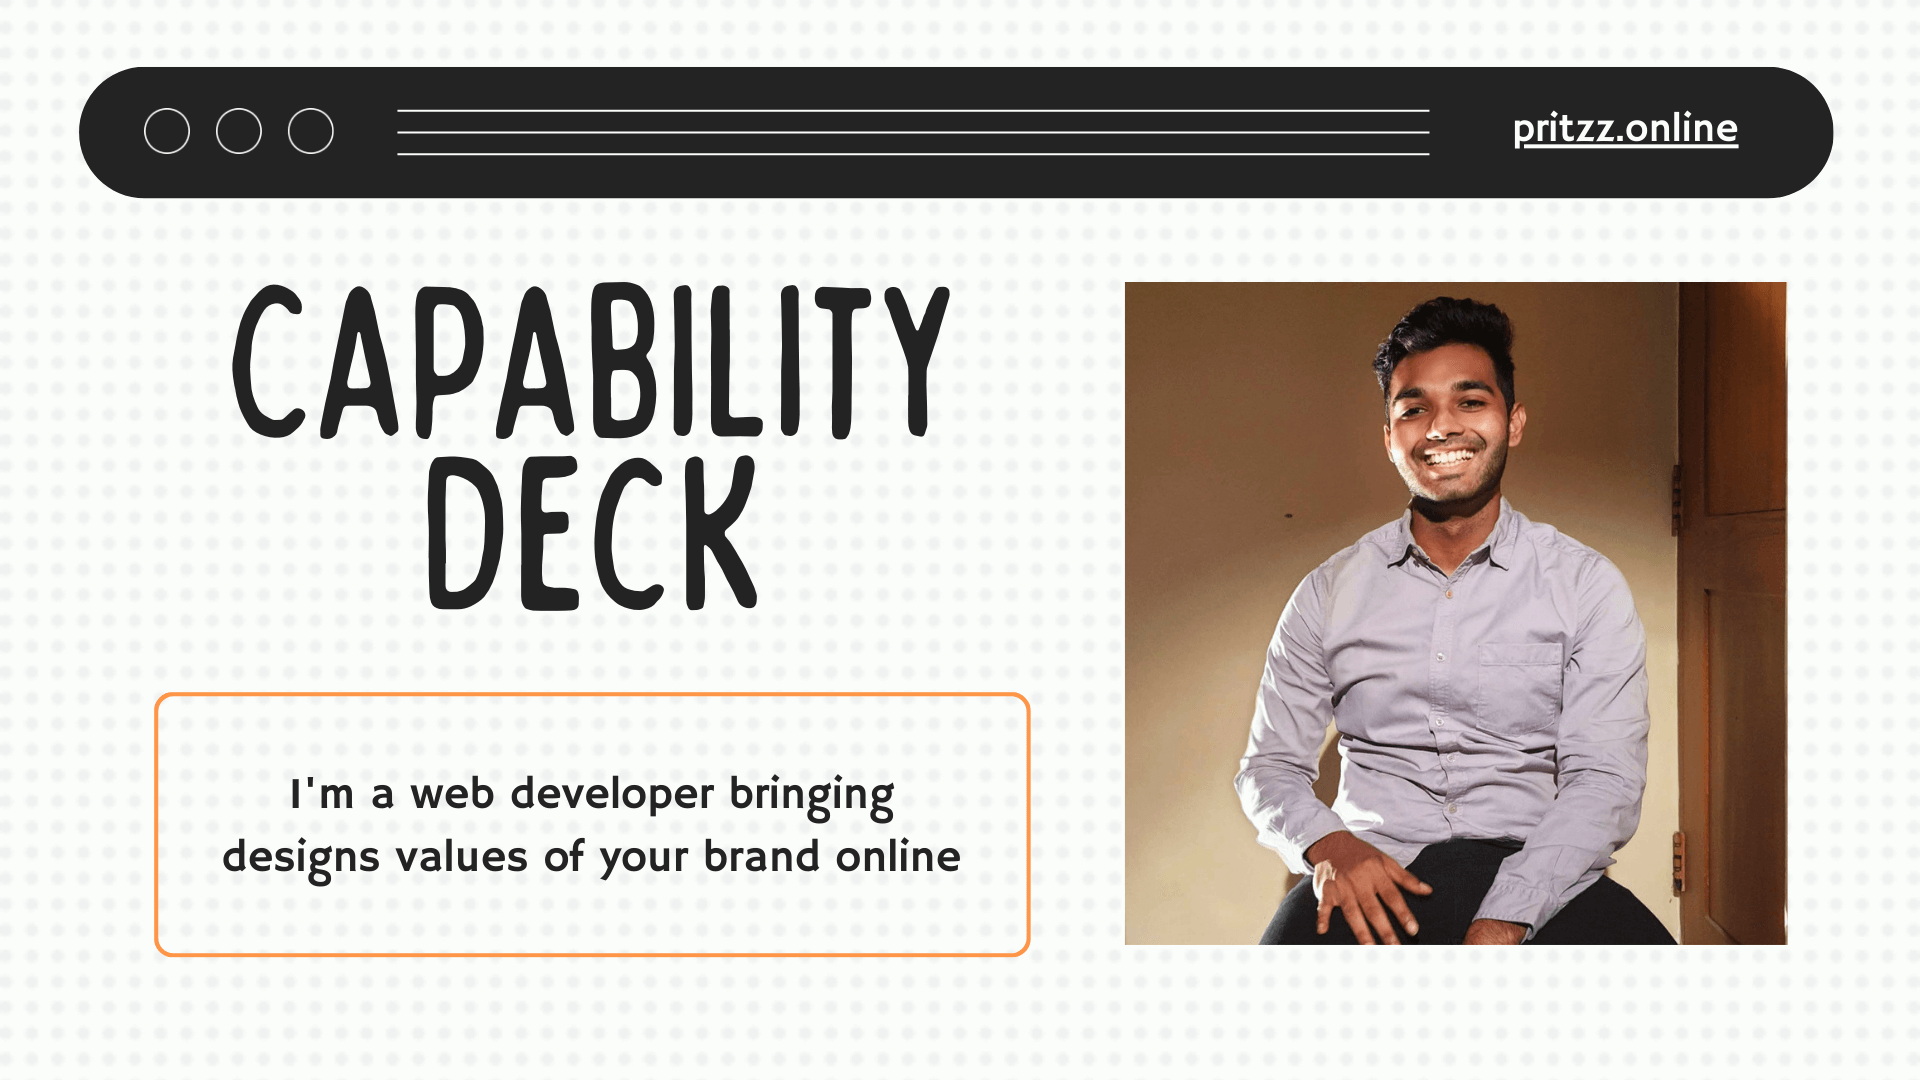 pritzz.online
CAPABILITY
DECK
I'm a web developer bringing
designs values of your brand online